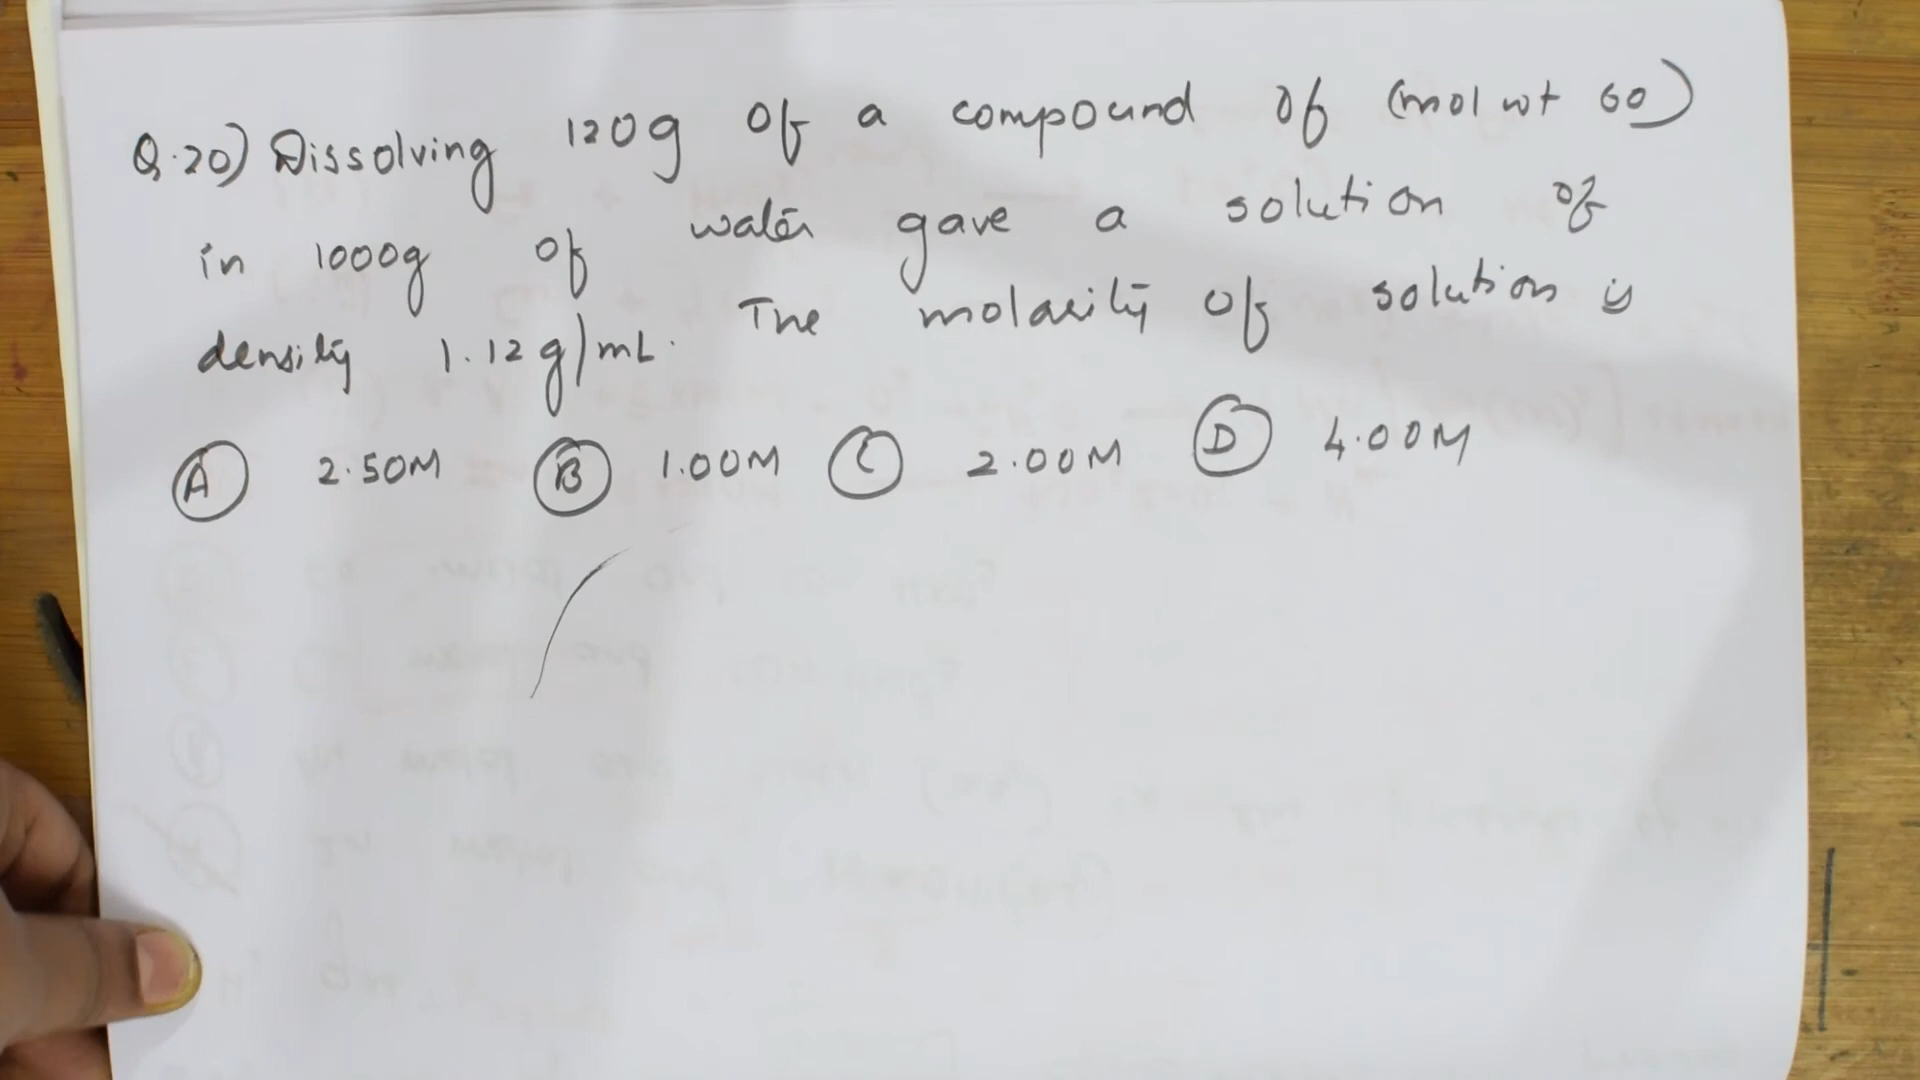 Q.20) Dissolving 120g of a compound of (mol wt 60)
in 1000g of water gave a solution of
density 1.12g/mL. The molarity of solution is
A 2.50M B 1.00M C 2.00M D 4.00M